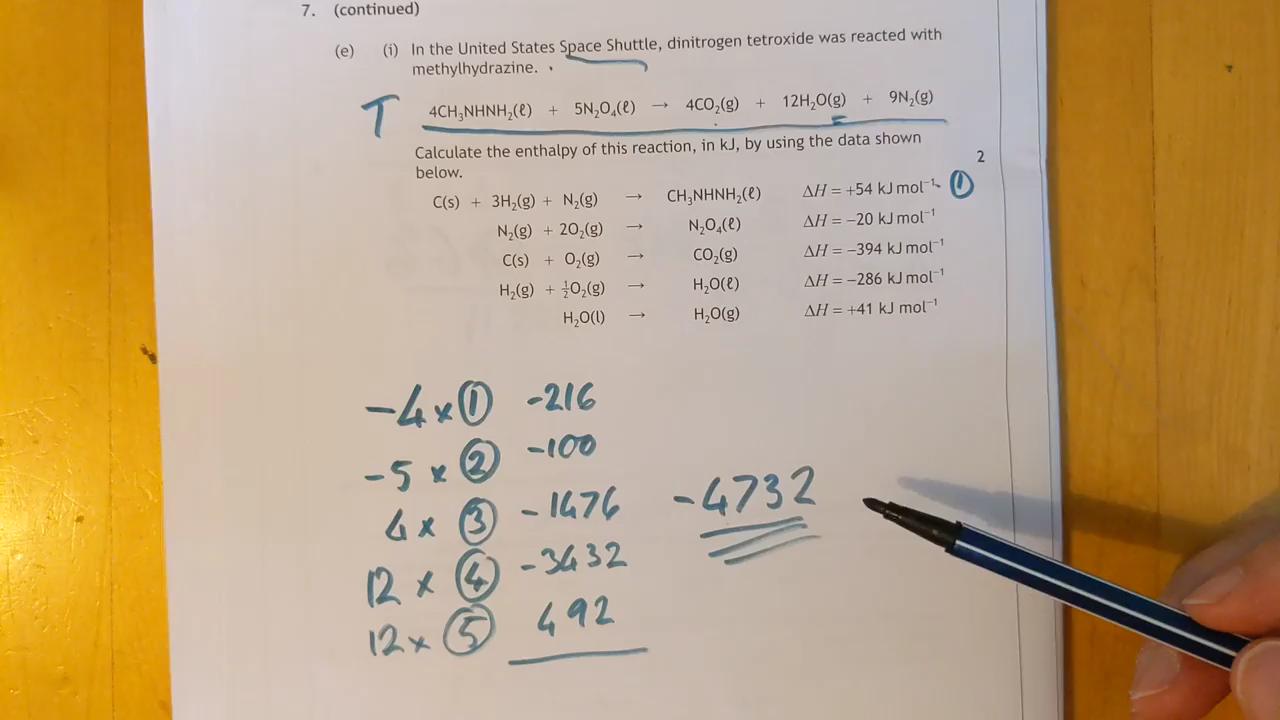 7. (continued)
(e) (i) In the United States Space Shuttle, dinitrogen tetroxide was reacted with
methylhydrazine.
T 4CH₃NHNH₂(ℓ) + 5N₂O₄(ℓ) → 4CO₂(g) + 12H₂O(g) + 9N₂(g)
Calculate the enthalpy of this reaction, in kJ, by using the data shown
below.
2
C(s) + 3H₂(g) + N₂(g) → CH₃NHNH₂(ℓ) ΔH = +54 kJ mol⁻¹ ①
N₂(g) + 2O₂(g) → N₂O₄(ℓ) ΔH = −20 kJ mol⁻¹
C(s) + O₂(g) → CO₂(g) ΔH = −394 kJ mol⁻¹
H₂(g) + ½O₂(g) → H₂O(ℓ) ΔH = −286 kJ mol⁻¹
H₂O(l) → H₂O(g) ΔH = +41 kJ mol⁻¹
-4 × ① -216
-5 × ② -100
4 × ③ -1476
12 × ④ -3432
12 × ⑤ 492
-4732